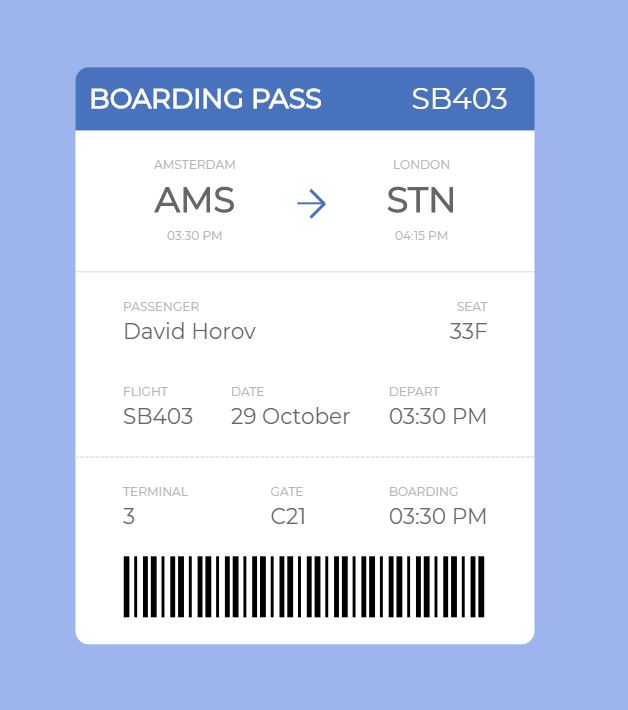 BOARDING PASS SB403
AMSTERDAM LONDON
AMS STN
03:30 PM 04:15 PM
PASSENGER SEAT
David Horov 33F
FLIGHT DATE DEPART
SB403 29 October 03:30 PM
TERMINAL GATE BOARDING
3 C21 03:30 PM